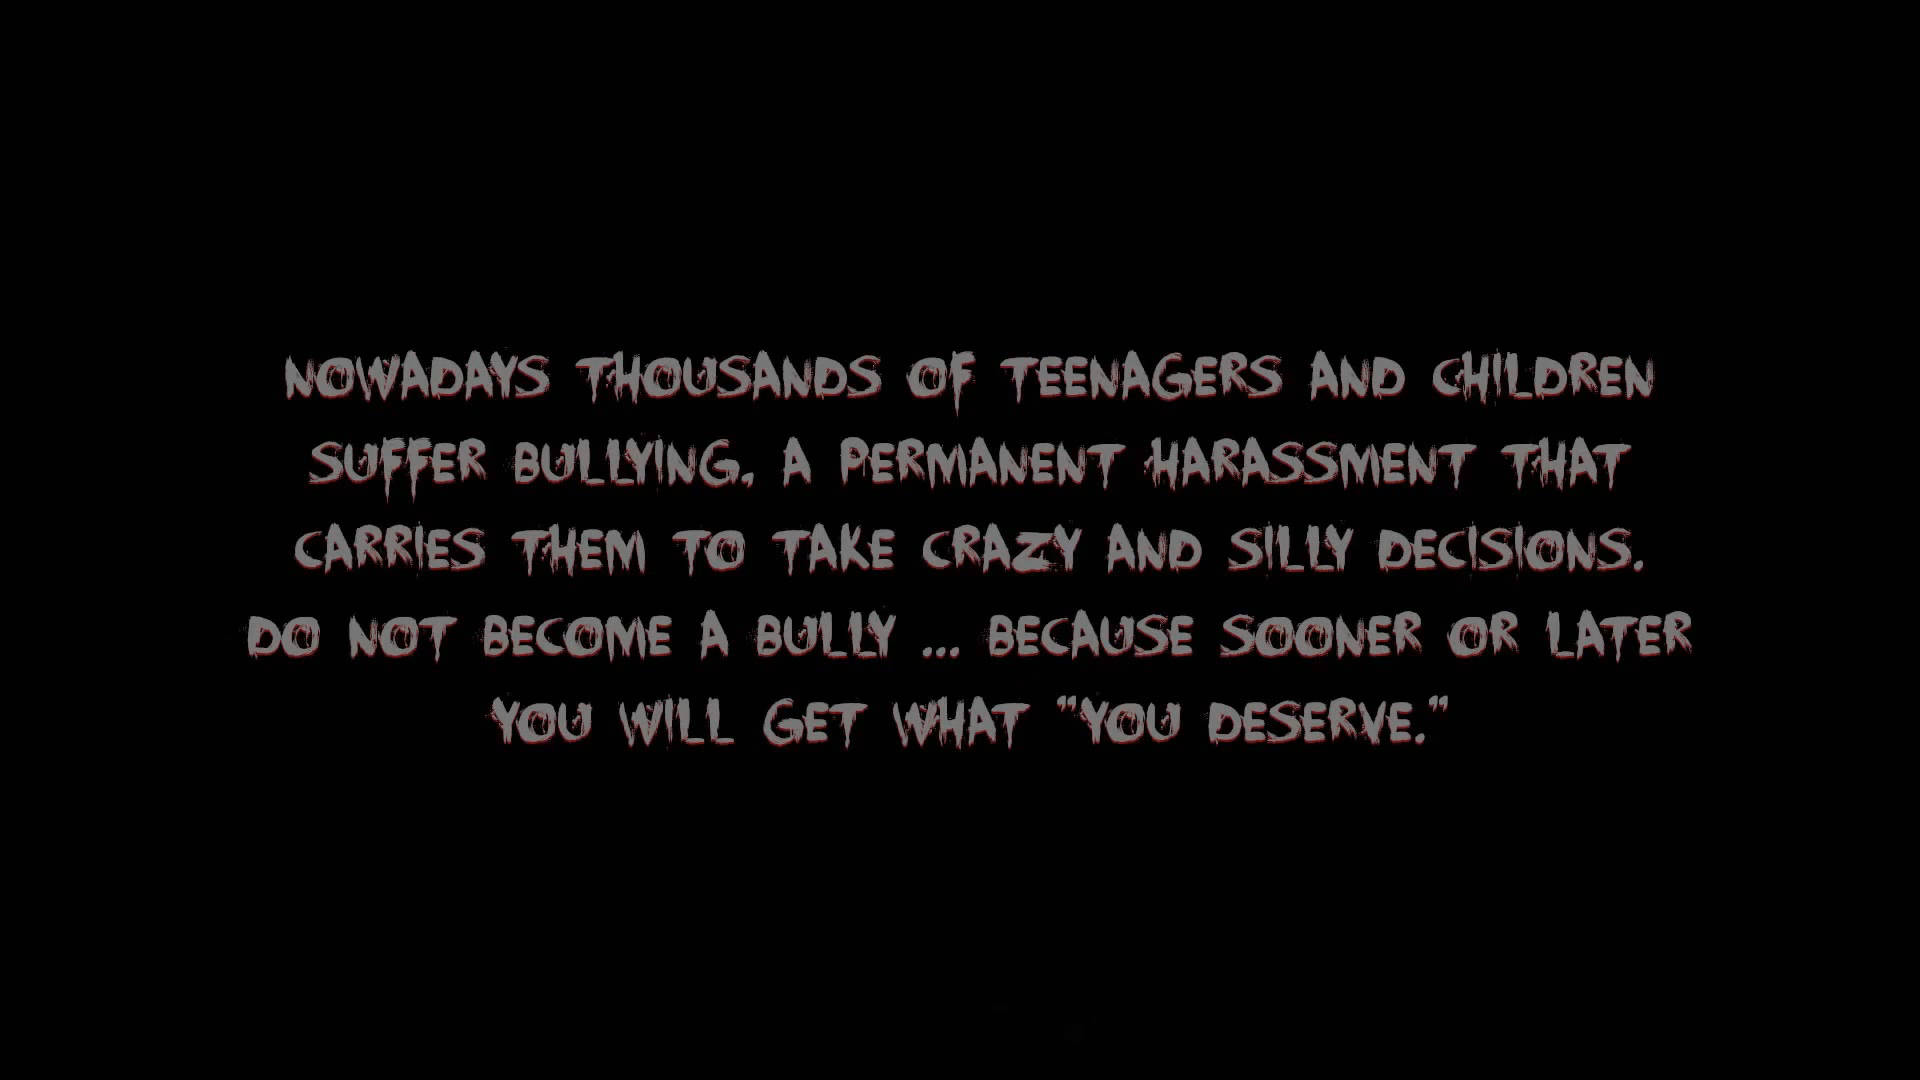 NOWADAYS THOUSANDS OF TEENAGERS AND CHILDREN
SUFFER BULLYING, A PERMANENT HARASSMENT THAT
CARRIES THEM TO TAKE CRAZY AND SILLY DECISIONS.
DO NOT BECOME A BULLY ... BECAUSE SOONER OR LATER
YOU WILL GET WHAT "YOU DESERVE."